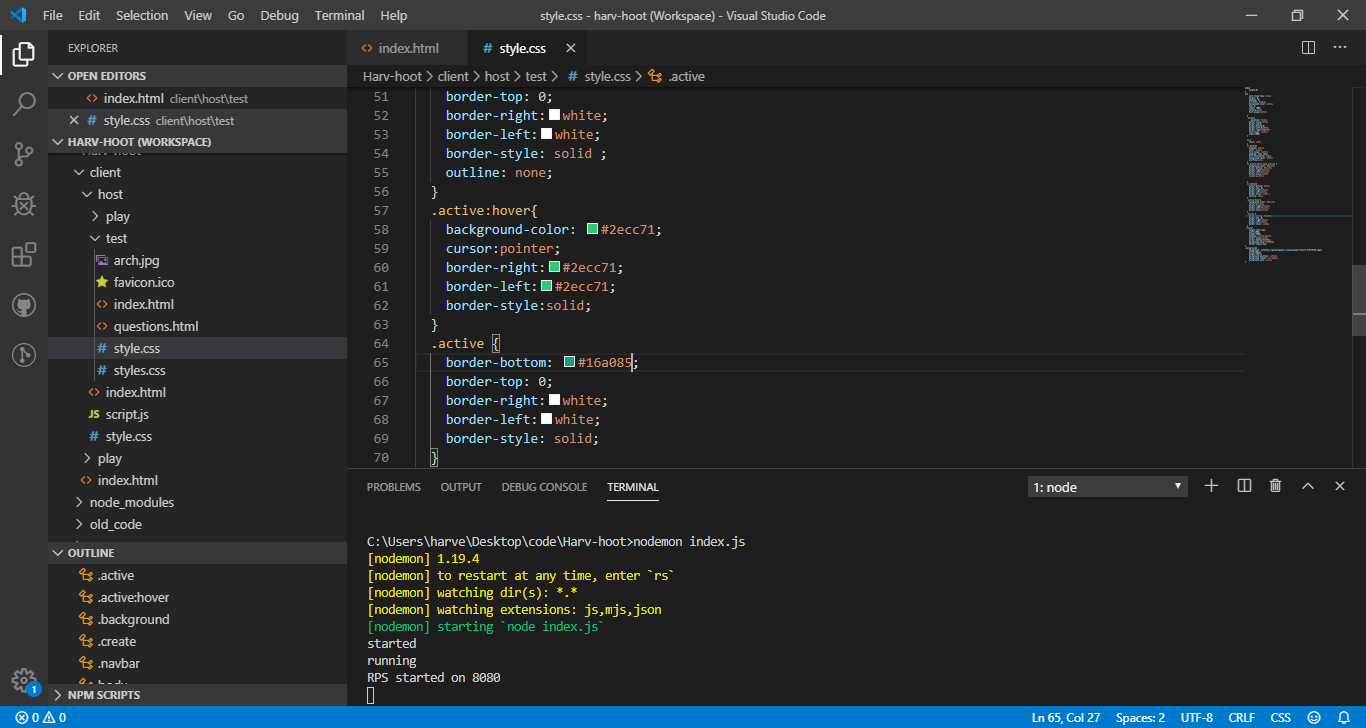 File Edit Selection View Go Debug Terminal Help style.css - harv-hoot (Workspace) - Visual Studio Code
EXPLORER
OPEN EDITORS
index.html client\host\test
style.css client\host\test
HARV-HOOT (WORKSPACE)
client
host
play
test
arch.jpg
favicon.ico
index.html
questions.html
style.css
styles.css
index.html
JS script.js
style.css
play
index.html
node_modules
old_code
OUTLINE
.active
.active:hover
.background
.create
.navbar
NPM SCRIPTS
index.html # style.css
Harv-hoot > client > host > test > # style.css > .active
51 border-top: 0;
52 border-right: white;
53 border-left: white;
54 border-style: solid ;
55 outline: none;
56 }
57 .active:hover{
58 background-color: #2ecc71;
59 cursor:pointer;
60 border-right: #2ecc71;
61 border-left: #2ecc71;
62 border-style:solid;
63 }
64 .active {
65 border-bottom: #16a085;
66 border-top: 0;
67 border-right: white;
68 border-left: white;
69 border-style: solid;
70 }
PROBLEMS OUTPUT DEBUG CONSOLE TERMINAL 1: node
C:\Users\harve\Desktop\code\Harv-hoot>nodemon index.js
[nodemon] 1.19.4
[nodemon] to restart at any time, enter `rs`
[nodemon] watching dir(s): *.*
[nodemon] watching extensions: js,mjs,json
[nodemon] starting `node index.js`
started
running
RPS started on 8080
1
0 0 Ln 65, Col 27 Spaces: 2 UTF-8 CRLF CSS